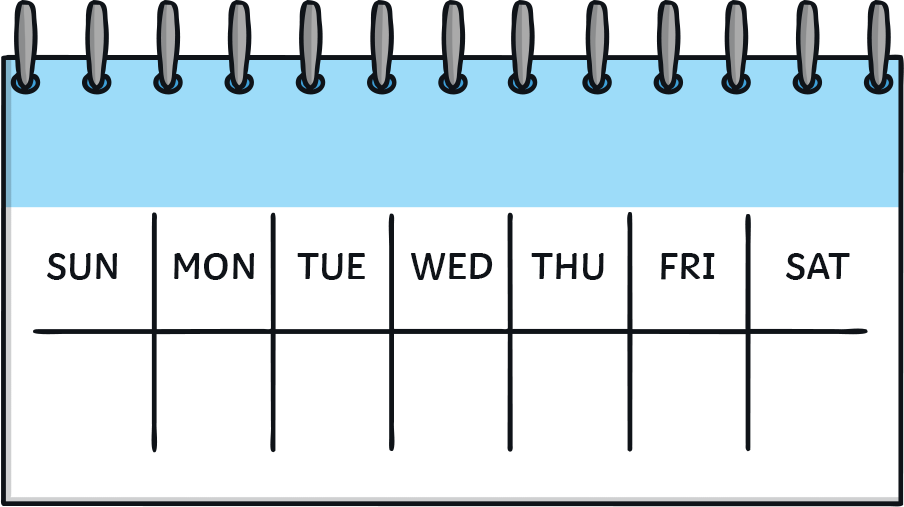 SUN MON TUE WED THU FRI SAT